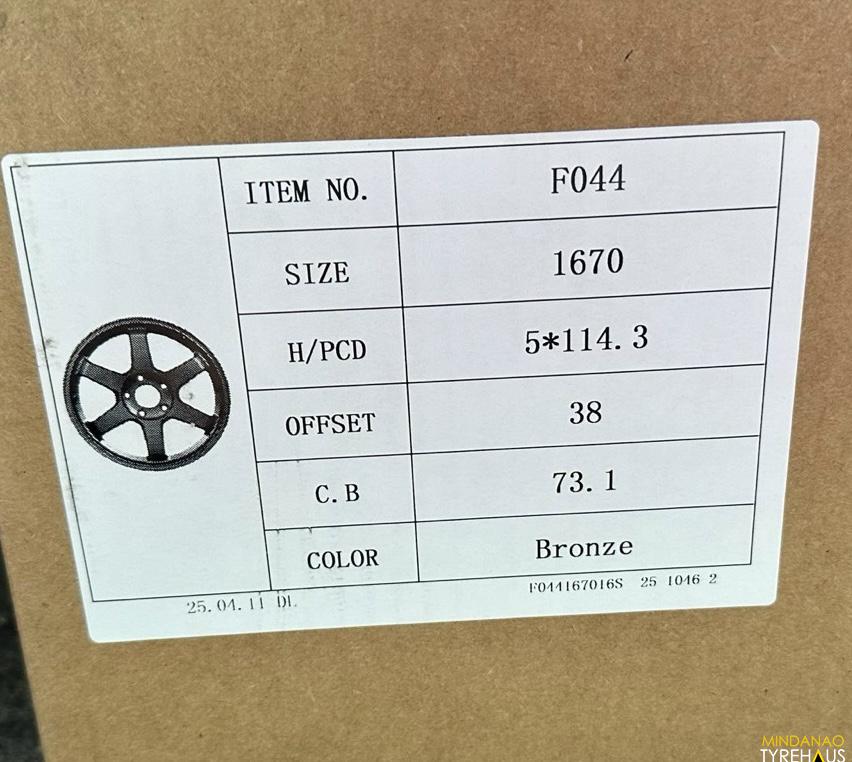 ITEM NO. F044
SIZE 1670
H/PCD 5*114.3
OFFSET 38
C.B 73.1
COLOR Bronze
25.04.11 DL F044167016S 25 1046 2
MINDANAO
TYREHAUS